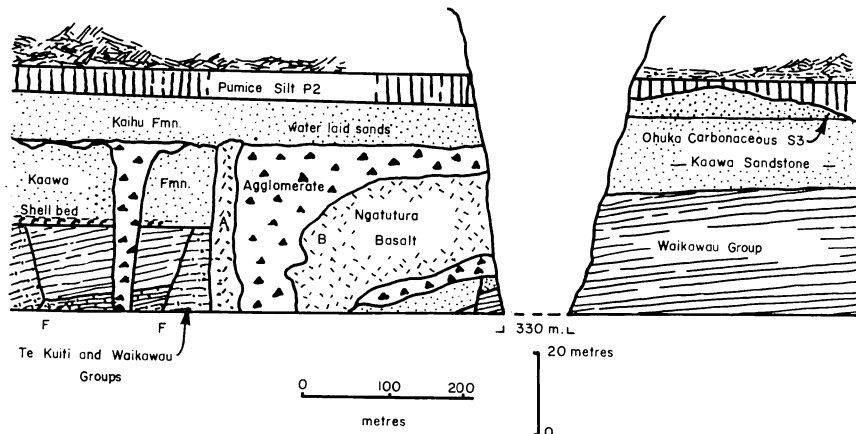 Pumice Silt P2
Kaihu Fmn.
water laid sands
Ohuka Carbonaceous S3
Kaawa Sandstone
Kaawa
Fmn.
Shell bed
A
Agglomerate
B
Ngatutura
Basalt
Waikawau Group
F
F
Te Kuiti and Waikawau
Groups
330 m.
20 metres
0
0 100 200
metres